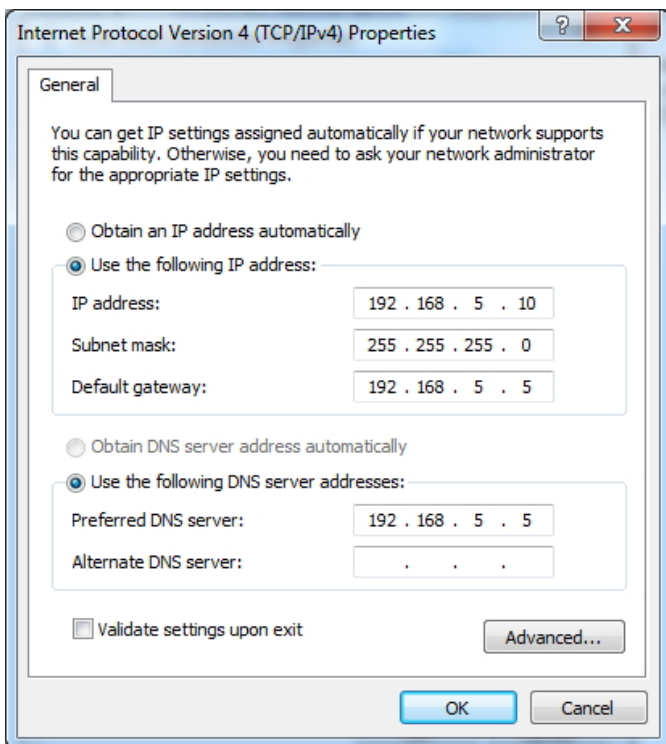 Internet Protocol Version 4 (TCP/IPv4) Properties
?
X
General
You can get IP settings assigned automatically if your network supports
this capability. Otherwise, you need to ask your network administrator
for the appropriate IP settings.
Obtain an IP address automatically
Use the following IP address:
IP address: 192 . 168 . 5 . 10
Subnet mask: 255 . 255 . 255 . 0
Default gateway: 192 . 168 . 5 . 5
Obtain DNS server address automatically
Use the following DNS server addresses:
Preferred DNS server: 192 . 168 . 5 . 5
Alternate DNS server: . . .
Validate settings upon exit
Advanced...
OK Cancel